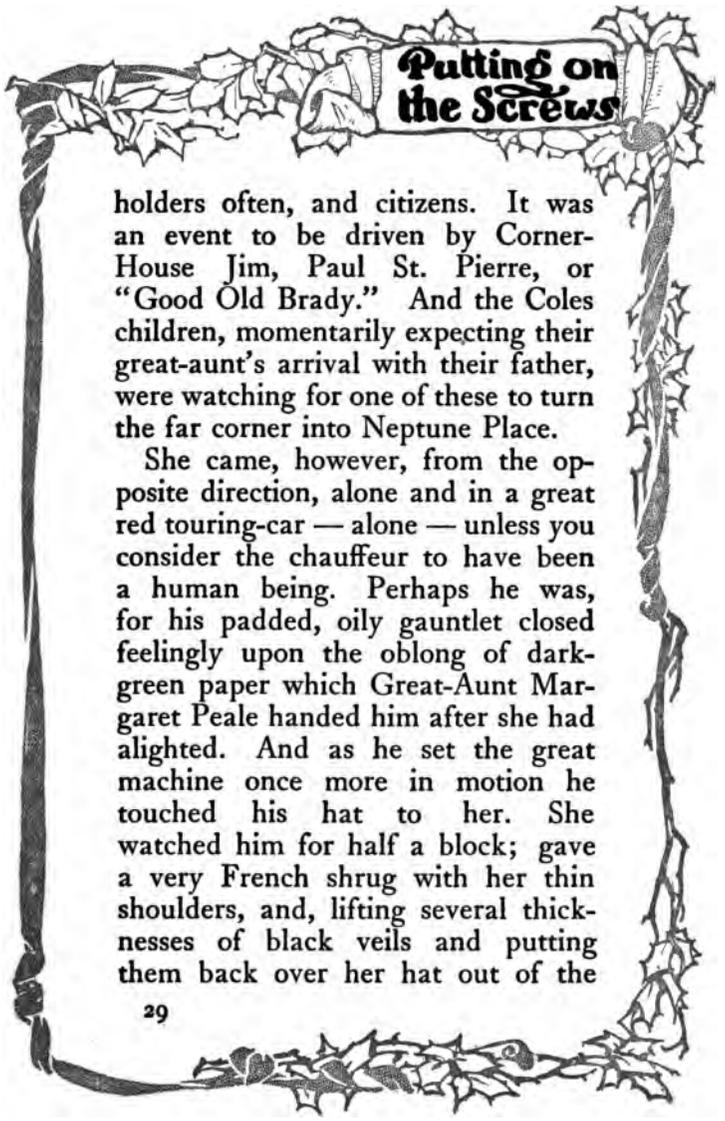 Putting on
the Screws
holders often, and citizens. It was
an event to be driven by Corner-
House Jim, Paul St. Pierre, or
“Good Old Brady.” And the Coles
children, momentarily expecting their
great-aunt’s arrival with their father,
were watching for one of these to turn
the far corner into Neptune Place.
She came, however, from the op-
posite direction, alone and in a great
red touring-car — alone — unless you
consider the chauffeur to have been
a human being. Perhaps he was,
for his padded, oily gauntlet closed
feelingly upon the oblong of dark-
green paper which Great-Aunt Mar-
garet Peale handed him after she had
alighted. And as he set the great
machine once more in motion he
touched his hat to her. She
watched him for half a block; gave
a very French shrug with her thin
shoulders, and, lifting several thick-
nesses of black veils and putting
them back over her hat out of the
29